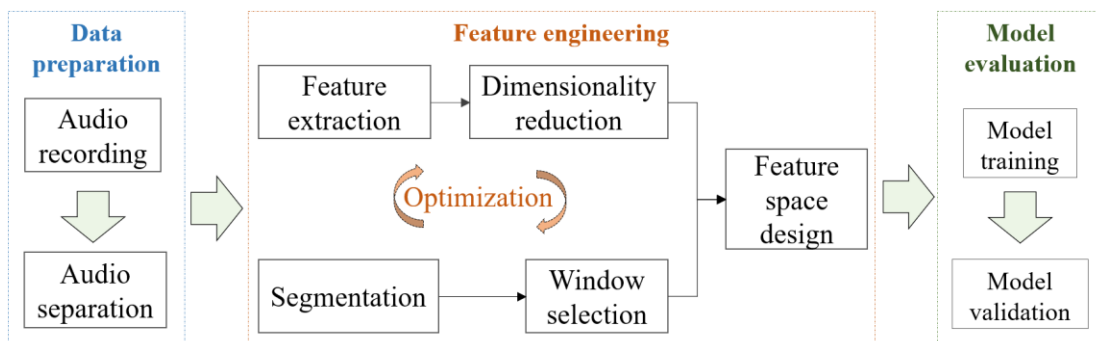 Data
preparation
Audio
recording
Audio
separation
Feature engineering
Feature
extraction
Dimensionality
reduction
Optimization
Segmentation
Window
selection
Feature
space
design
Model
evaluation
Model
training
Model
validation